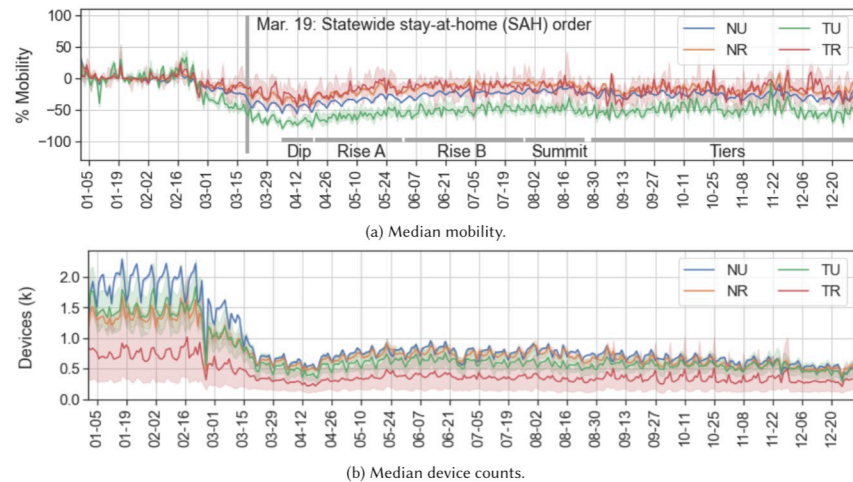 Mar. 19: Statewide stay-at-home (SAH) order
NU TU
NR TR
% Mobility
100
50
0
−50
−100
Dip Rise A Rise B Summit Tiers
01-05 01-19 02-02 02-16 03-01 03-15 03-29 04-12 04-26 05-10 05-24 06-07 06-21 07-05 07-19 08-02 08-16 08-30 09-13 09-27 10-11 10-25 11-08 11-22 12-06 12-20
(a) Median mobility.
NU TU
NR TR
Devices (k)
2.0
1.5
1.0
0.5
0.0
01-05 01-19 02-02 02-16 03-01 03-15 03-29 04-12 04-26 05-10 05-24 06-07 06-21 07-05 07-19 08-02 08-16 08-30 09-13 09-27 10-11 10-25 11-08 11-22 12-06 12-20
(b) Median device counts.